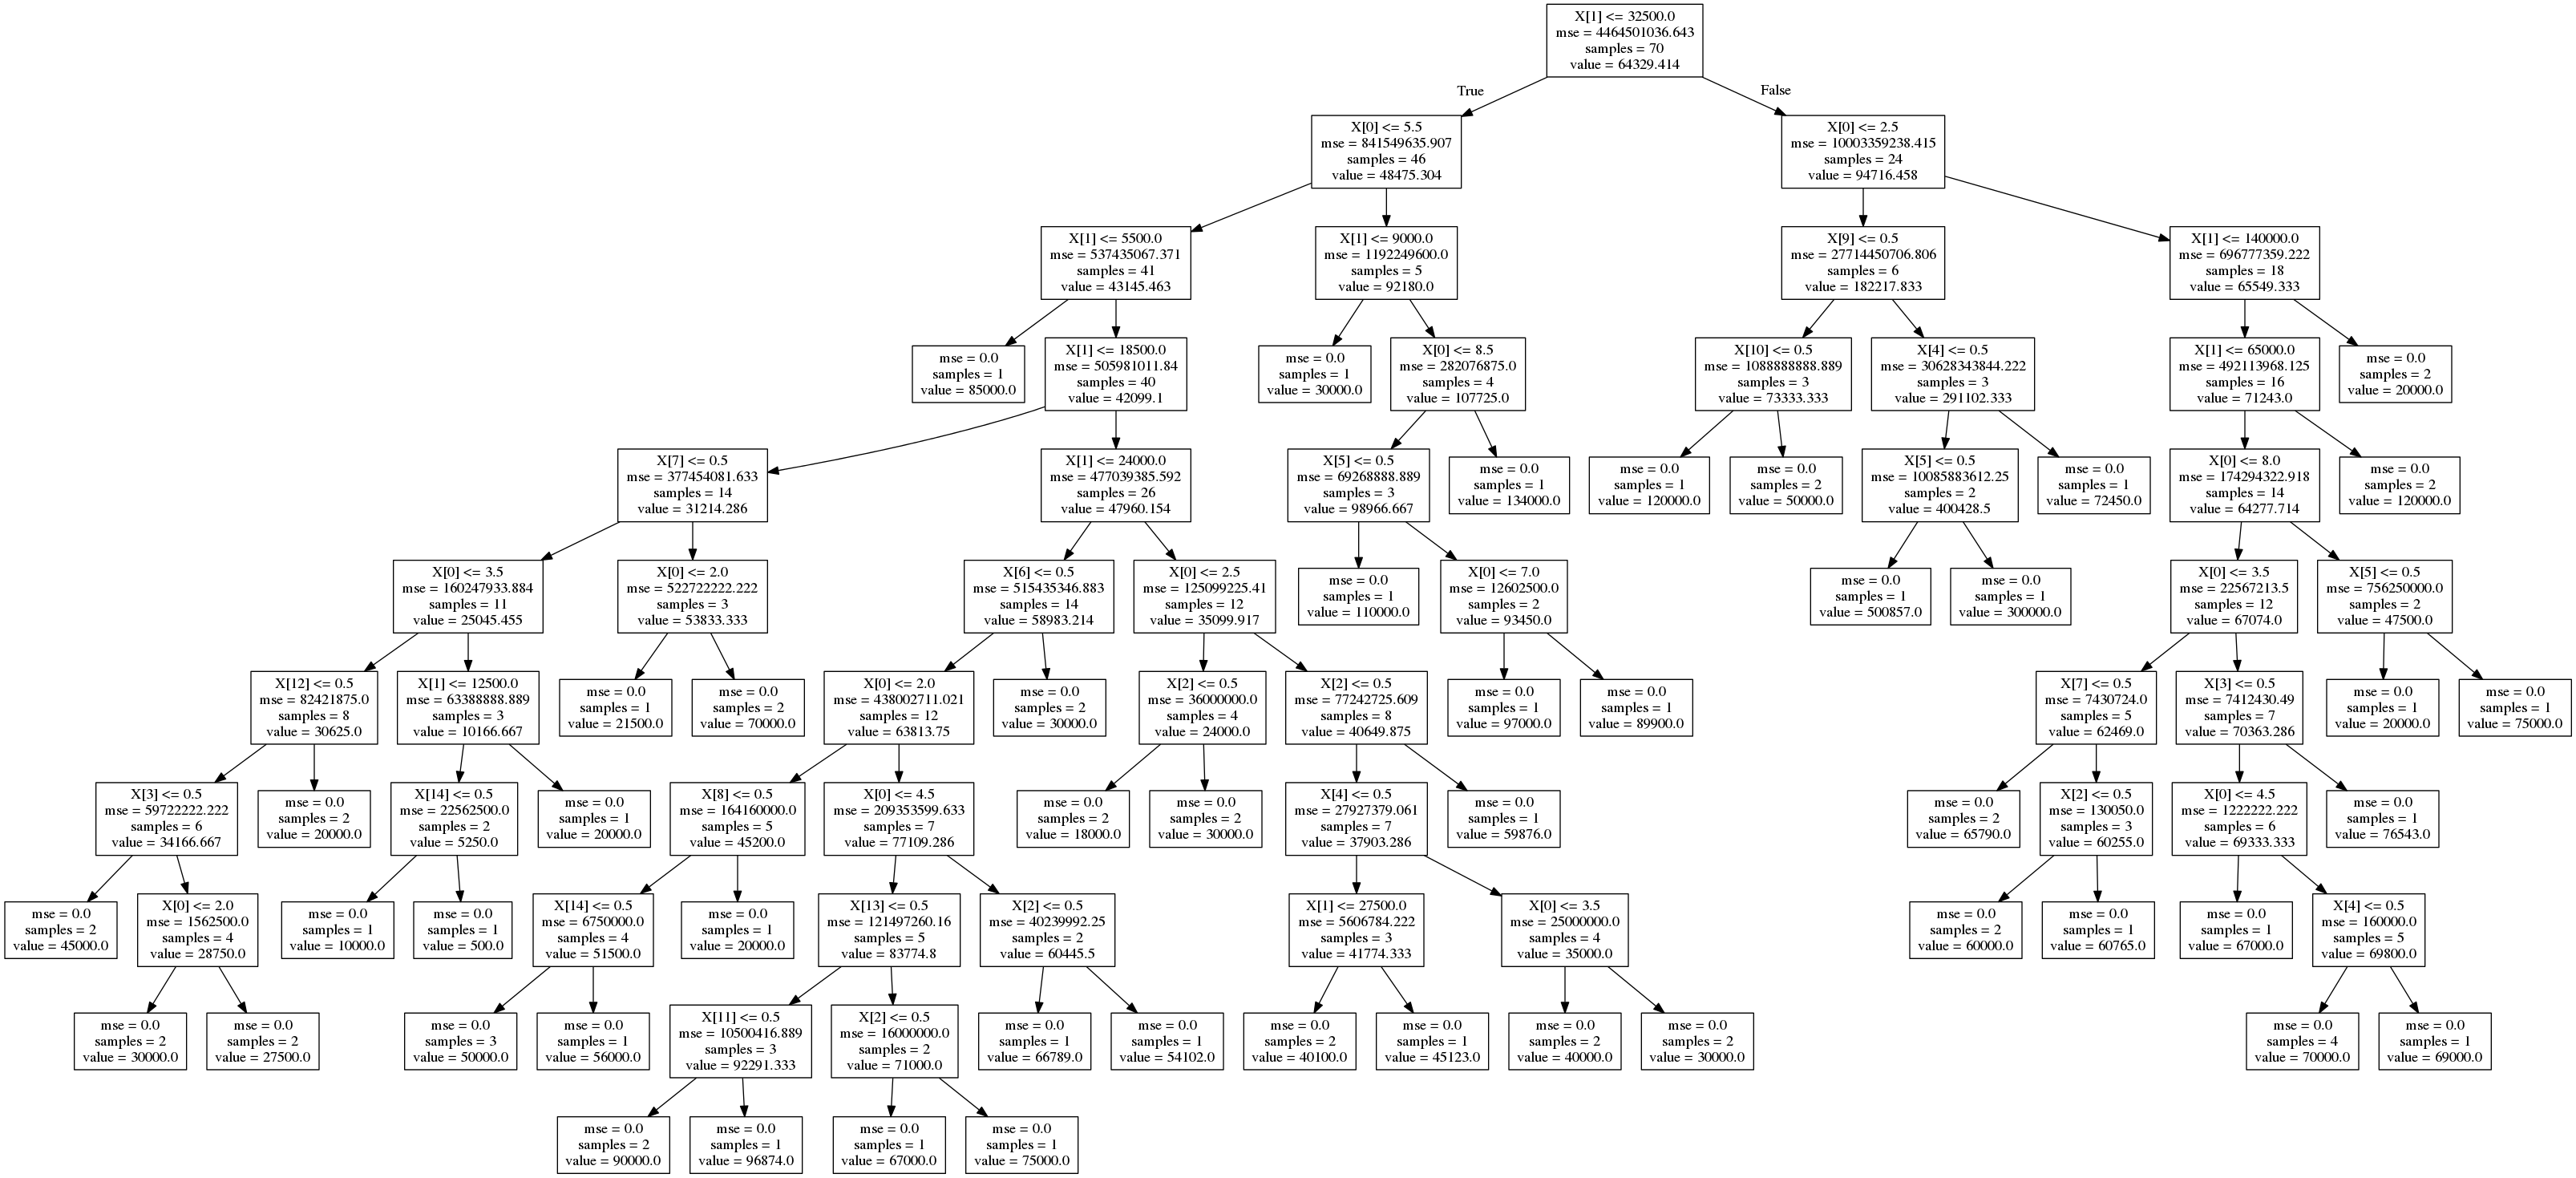 X[1] <= 32500.0
mse = 4464501036.643
samples = 70
value = 64329.414
True
False
X[0] <= 5.5
mse = 841549635.907
samples = 46
value = 48475.304
X[0] <= 2.5
mse = 10003359238.415
samples = 24
value = 94716.458
X[1] <= 5500.0
mse = 537435067.371
samples = 41
value = 43145.463
X[1] <= 9000.0
mse = 1192249600.0
samples = 5
value = 92180.0
X[9] <= 0.5
mse = 27714450706.806
samples = 6
value = 182217.833
X[1] <= 140000.0
mse = 696777359.222
samples = 18
value = 65549.333
mse = 0.0
samples = 1
value = 85000.0
X[1] <= 18500.0
mse = 505981011.84
samples = 40
value = 42099.1
mse = 0.0
samples = 1
value = 30000.0
X[0] <= 8.5
mse = 282076875.0
samples = 4
value = 107725.0
X[10] <= 0.5
mse = 1088888888.889
samples = 3
value = 73333.333
X[4] <= 0.5
mse = 30628343844.222
samples = 3
value = 291102.333
X[1] <= 65000.0
mse = 492113968.125
samples = 16
value = 71243.0
mse = 0.0
samples = 2
value = 20000.0
X[7] <= 0.5
mse = 377454081.633
samples = 14
value = 31214.286
X[1] <= 24000.0
mse = 477039385.592
samples = 26
value = 47960.154
X[5] <= 0.5
mse = 69268888.889
samples = 3
value = 98966.667
mse = 0.0
samples = 1
value = 134000.0
mse = 0.0
samples = 1
value = 120000.0
mse = 0.0
samples = 2
value = 50000.0
X[5] <= 0.5
mse = 10085883612.25
samples = 2
value = 400428.5
mse = 0.0
samples = 1
value = 72450.0
X[0] <= 8.0
mse = 174294322.918
samples = 14
value = 64277.714
mse = 0.0
samples = 2
value = 120000.0
X[0] <= 3.5
mse = 160247933.884
samples = 11
value = 25045.455
X[0] <= 2.0
mse = 522722222.222
samples = 3
value = 53833.333
X[6] <= 0.5
mse = 515435346.883
samples = 14
value = 58983.214
X[0] <= 2.5
mse = 125099225.41
samples = 12
value = 35099.917
mse = 0.0
samples = 1
value = 110000.0
X[0] <= 7.0
mse = 12602500.0
samples = 2
value = 93450.0
mse = 0.0
samples = 1
value = 500857.0
mse = 0.0
samples = 1
value = 300000.0
X[0] <= 3.5
mse = 22567213.5
samples = 12
value = 67074.0
X[5] <= 0.5
mse = 756250000.0
samples = 2
value = 47500.0
X[12] <= 0.5
mse = 82421875.0
samples = 8
value = 30625.0
X[1] <= 12500.0
mse = 63388888.889
samples = 3
value = 10166.667
mse = 0.0
samples = 1
value = 21500.0
mse = 0.0
samples = 2
value = 70000.0
X[0] <= 2.0
mse = 438002711.021
samples = 12
value = 63813.75
mse = 0.0
samples = 2
value = 30000.0
X[2] <= 0.5
mse = 36000000.0
samples = 4
value = 24000.0
X[2] <= 0.5
mse = 77242725.609
samples = 8
value = 40649.875
mse = 0.0
samples = 1
value = 97000.0
mse = 0.0
samples = 1
value = 89900.0
X[7] <= 0.5
mse = 7430724.0
samples = 5
value = 62469.0
X[3] <= 0.5
mse = 7412430.49
samples = 7
value = 70363.286
mse = 0.0
samples = 1
value = 20000.0
mse = 0.0
samples = 1
value = 75000.0
X[3] <= 0.5
mse = 59722222.222
samples = 6
value = 34166.667
mse = 0.0
samples = 2
value = 20000.0
X[14] <= 0.5
mse = 22562500.0
samples = 2
value = 5250.0
mse = 0.0
samples = 1
value = 20000.0
X[8] <= 0.5
mse = 164160000.0
samples = 5
value = 45200.0
X[0] <= 4.5
mse = 209353599.633
samples = 7
value = 77109.286
mse = 0.0
samples = 2
value = 18000.0
mse = 0.0
samples = 2
value = 30000.0
X[4] <= 0.5
mse = 27927379.061
samples = 7
value = 37903.286
mse = 0.0
samples = 1
value = 59876.0
mse = 0.0
samples = 2
value = 65790.0
X[2] <= 0.5
mse = 130050.0
samples = 3
value = 60255.0
X[0] <= 4.5
mse = 1222222.222
samples = 6
value = 69333.333
mse = 0.0
samples = 1
value = 76543.0
mse = 0.0
samples = 2
value = 45000.0
X[0] <= 2.0
mse = 1562500.0
samples = 4
value = 28750.0
mse = 0.0
samples = 1
value = 10000.0
mse = 0.0
samples = 1
value = 500.0
X[14] <= 0.5
mse = 6750000.0
samples = 4
value = 51500.0
mse = 0.0
samples = 1
value = 20000.0
X[13] <= 0.5
mse = 121497260.16
samples = 5
value = 83774.8
X[2] <= 0.5
mse = 40239992.25
samples = 2
value = 60445.5
X[1] <= 27500.0
mse = 5606784.222
samples = 3
value = 41774.333
X[0] <= 3.5
mse = 25000000.0
samples = 4
value = 35000.0
mse = 0.0
samples = 2
value = 60000.0
mse = 0.0
samples = 1
value = 60765.0
mse = 0.0
samples = 1
value = 67000.0
X[4] <= 0.5
mse = 160000.0
samples = 5
value = 69800.0
mse = 0.0
samples = 2
value = 30000.0
mse = 0.0
samples = 2
value = 27500.0
mse = 0.0
samples = 3
value = 50000.0
mse = 0.0
samples = 1
value = 56000.0
X[11] <= 0.5
mse = 10500416.889
samples = 3
value = 92291.333
X[2] <= 0.5
mse = 16000000.0
samples = 2
value = 71000.0
mse = 0.0
samples = 1
value = 66789.0
mse = 0.0
samples = 1
value = 54102.0
mse = 0.0
samples = 2
value = 40100.0
mse = 0.0
samples = 1
value = 45123.0
mse = 0.0
samples = 2
value = 40000.0
mse = 0.0
samples = 2
value = 30000.0
mse = 0.0
samples = 4
value = 70000.0
mse = 0.0
samples = 1
value = 69000.0
mse = 0.0
samples = 2
value = 90000.0
mse = 0.0
samples = 1
value = 96874.0
mse = 0.0
samples = 1
value = 67000.0
mse = 0.0
samples = 1
value = 75000.0